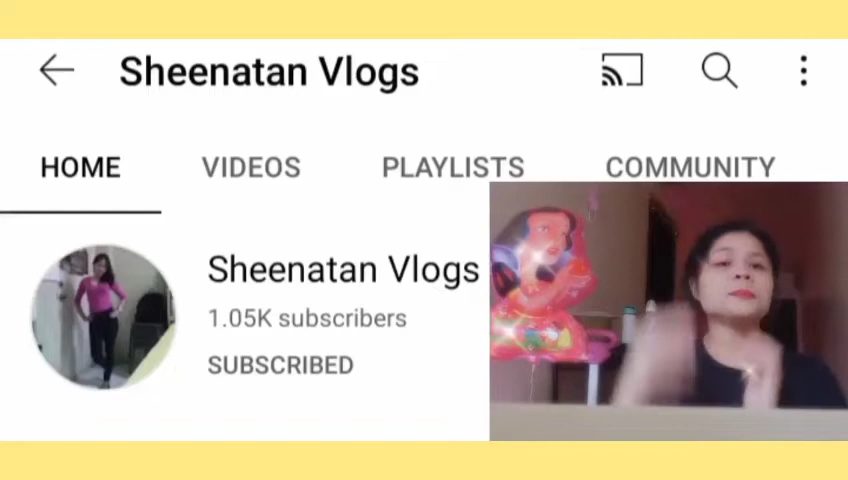 Sheenatan Vlogs
HOME VIDEOS PLAYLISTS COMMUNITY
Sheenatan Vlogs
1.05K subscribers
SUBSCRIBED